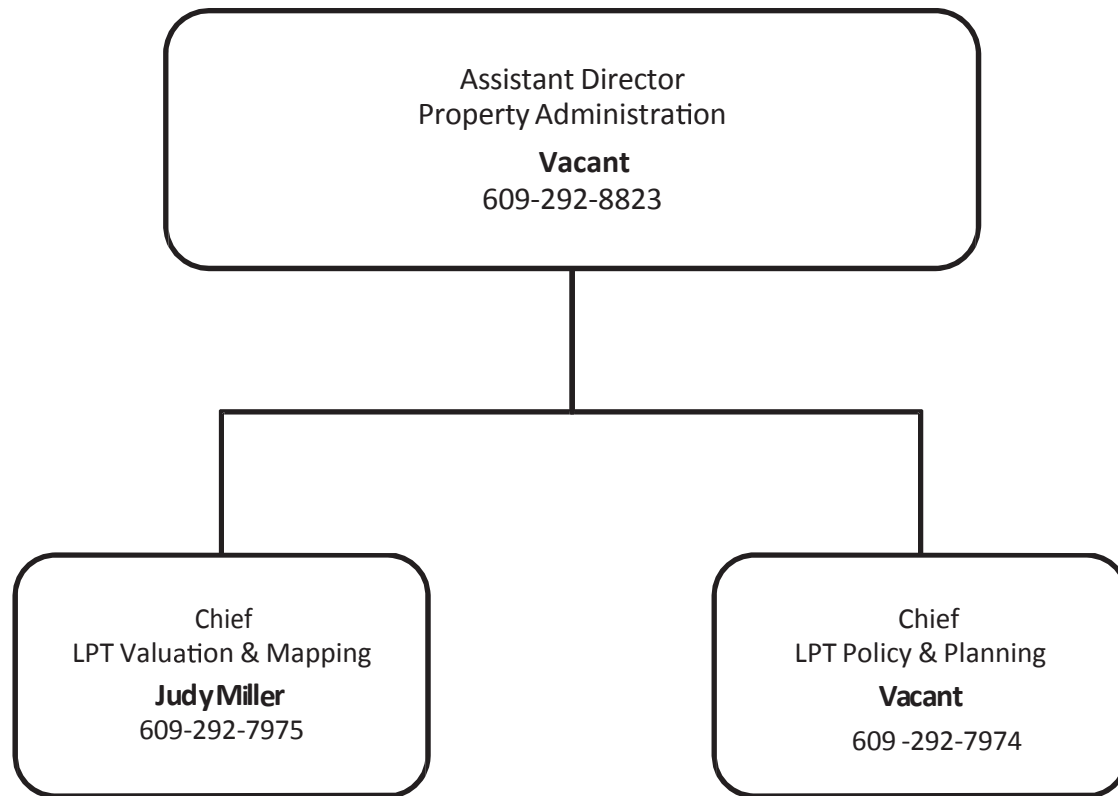 Assistant Director
Property Administration
Vacant
609-292-8823
Chief
LPT Valuation & Mapping
Judy Miller
609-292-7975
Chief
LPT Policy & Planning
Vacant
609 -292-7974